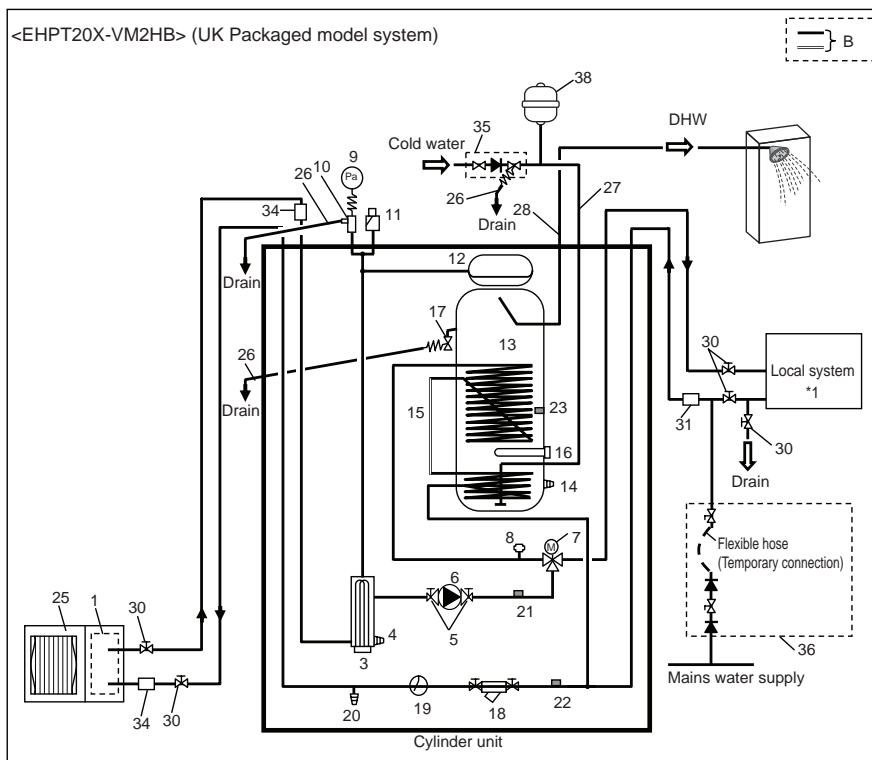 <EHPT20X-VM2HB> (UK Packaged model system)
B
38
DHW
35
Cold water
9
Pa
10
26
11
34
26
Drain
28
27
Drain
12
17
13
26
Drain
15
23
16
14
30
Local system
*1
31
30
Drain
8
7
M
6
21
5
4
3
Flexible hose
(Temporary connection)
36
Mains water supply
25
1
30
34
30
20
19
18
22
Cylinder unit